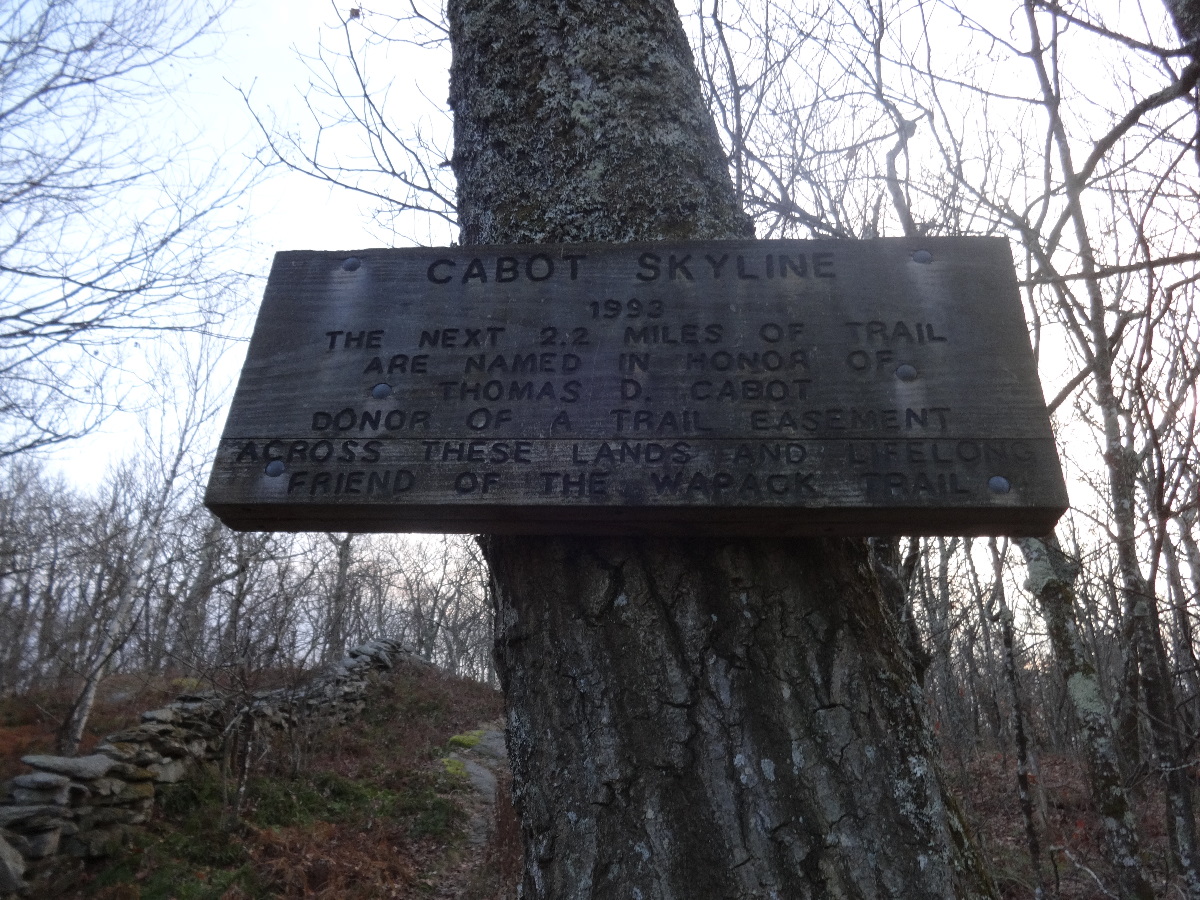 CABOT SKYLINE
1993
THE NEXT 2.2 MILES OF TRAIL
ARE NAMED IN HONOR OF
THOMAS D. CABOT
DONOR OF A TRAIL EASEMENT
ACROSS THESE LANDS AND LIFELONG
FRIEND OF THE WAPACK TRAIL